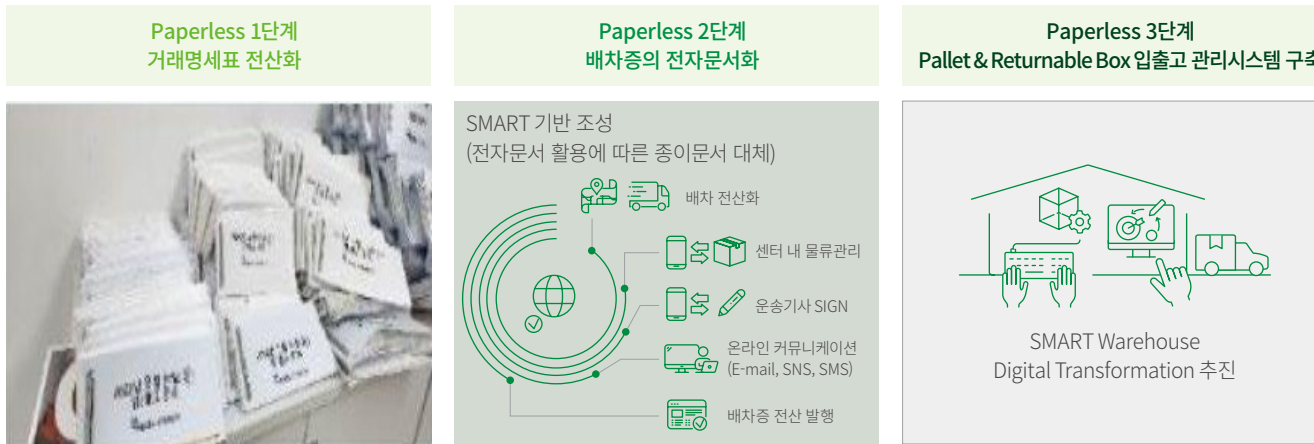 Paperless 1단계
거래명세표 전산화
Paperless 2단계
배차증의 전자문서화
Paperless 3단계
Pallet & Returnable Box 입출고 관리시스템 구축
SMART 기반 조성
(전자문서 활용에 따른 종이문서 대체)
배차 전산화
센터 내 물류관리
운송기사 SIGN
온라인 커뮤니케이션
(E-mail, SNS, SMS)
배차증 전산 발행
SMART Warehouse
Digital Transformation 추진